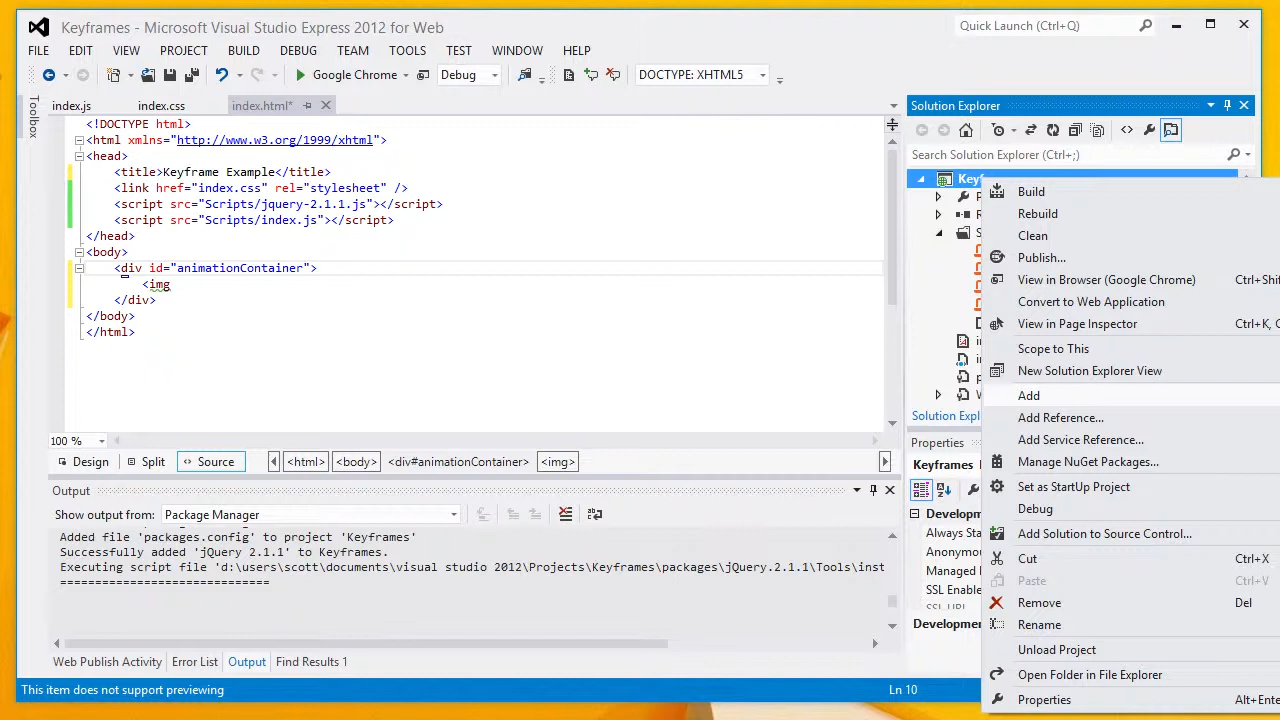 Keyframes - Microsoft Visual Studio Express 2012 for Web
Quick Launch (Ctrl+Q)
FILE EDIT VIEW PROJECT BUILD DEBUG TEAM TOOLS TEST WINDOW HELP
Google Chrome Debug DOCTYPE: XHTML5
Toolbox
index.js index.css index.html*
<!DOCTYPE html>
<html xmlns="http://www.w3.org/1999/xhtml">
<head>
<title>Keyframe Example</title>
<link href="index.css" rel="stylesheet" />
<script src="Scripts/jquery-2.1.1.js"></script>
<script src="Scripts/index.js"></script>
</head>
<body>
<div id="animationContainer">
<img
</div>
</body>
</html>
100 %
Design Split Source <html> <body> <div#animationContainer> <img>
Output
Show output from: Package Manager
Added file 'packages.config' to project 'Keyframes'
Successfully added 'jQuery 2.1.1' to Keyframes.
Executing script file 'd:\users\scott\documents\visual studio 2012\Projects\Keyframes\packages\jQuery.2.1.1\Tools\inst
==============================
Web Publish Activity Error List Output Find Results 1
This item does not support previewing
Ln 10
Solution Explorer
Search Solution Explorer (Ctrl+;)
Keyf
Solution Expl
Properties
Keyframes
Developm
Always Sta
Anonymo
Managed
SSL Enable
Developme
Build
Rebuild
Clean
Publish...
View in Browser (Google Chrome) Ctrl+Shif
Convert to Web Application
View in Page Inspector Ctrl+K, C
Scope to This
New Solution Explorer View
Add
Add Reference...
Add Service Reference...
Manage NuGet Packages...
Set as StartUp Project
Debug
Add Solution to Source Control...
Cut Ctrl+X
Paste Ctrl+V
Remove Del
Rename
Unload Project
Open Folder in File Explorer
Properties Alt+Ente